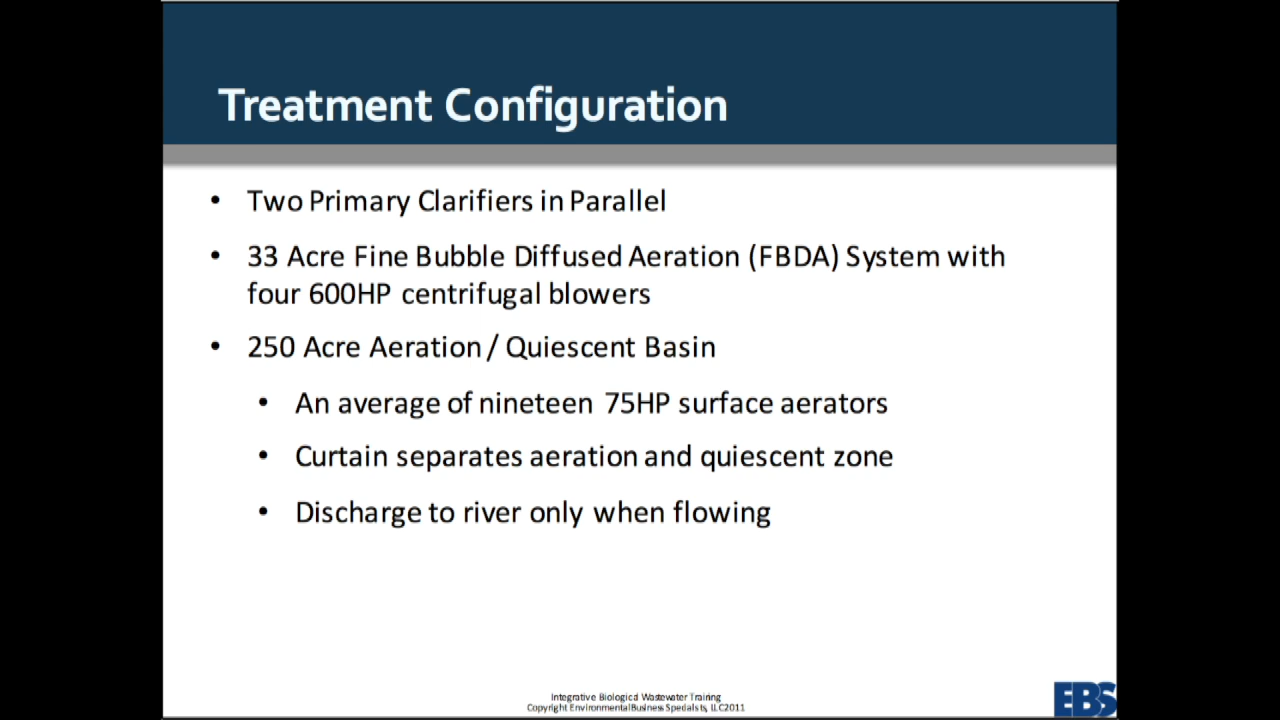 Treatment Configuration
• Two Primary Clarifiers in Parallel
• 33 Acre Fine Bubble Diffused Aeration (FBDA) System with
four 600HP centrifugal blowers
• 250 Acre Aeration / Quiescent Basin
• An average of nineteen 75HP surface aerators
• Curtain separates aeration and quiescent zone
• Discharge to river only when flowing
Integrative Biological Wastewater Training
Copyright Environmental Business Specialists, LLC 2011
EBS